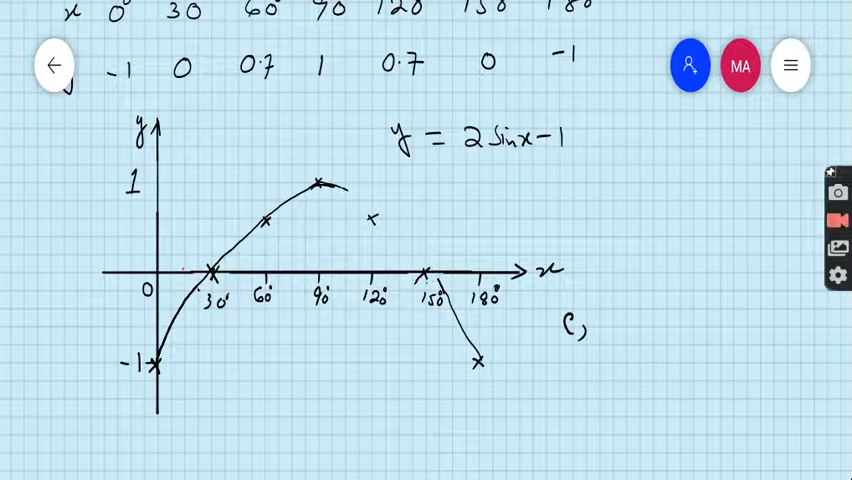 x 0° 30 60° 90 120 150 180
y -1 0 0.7 1 0.7 0 -1
MA
y
y = 2 sinx-1
1
x
0 30° 60° 90° 120° 150° 180°
-1